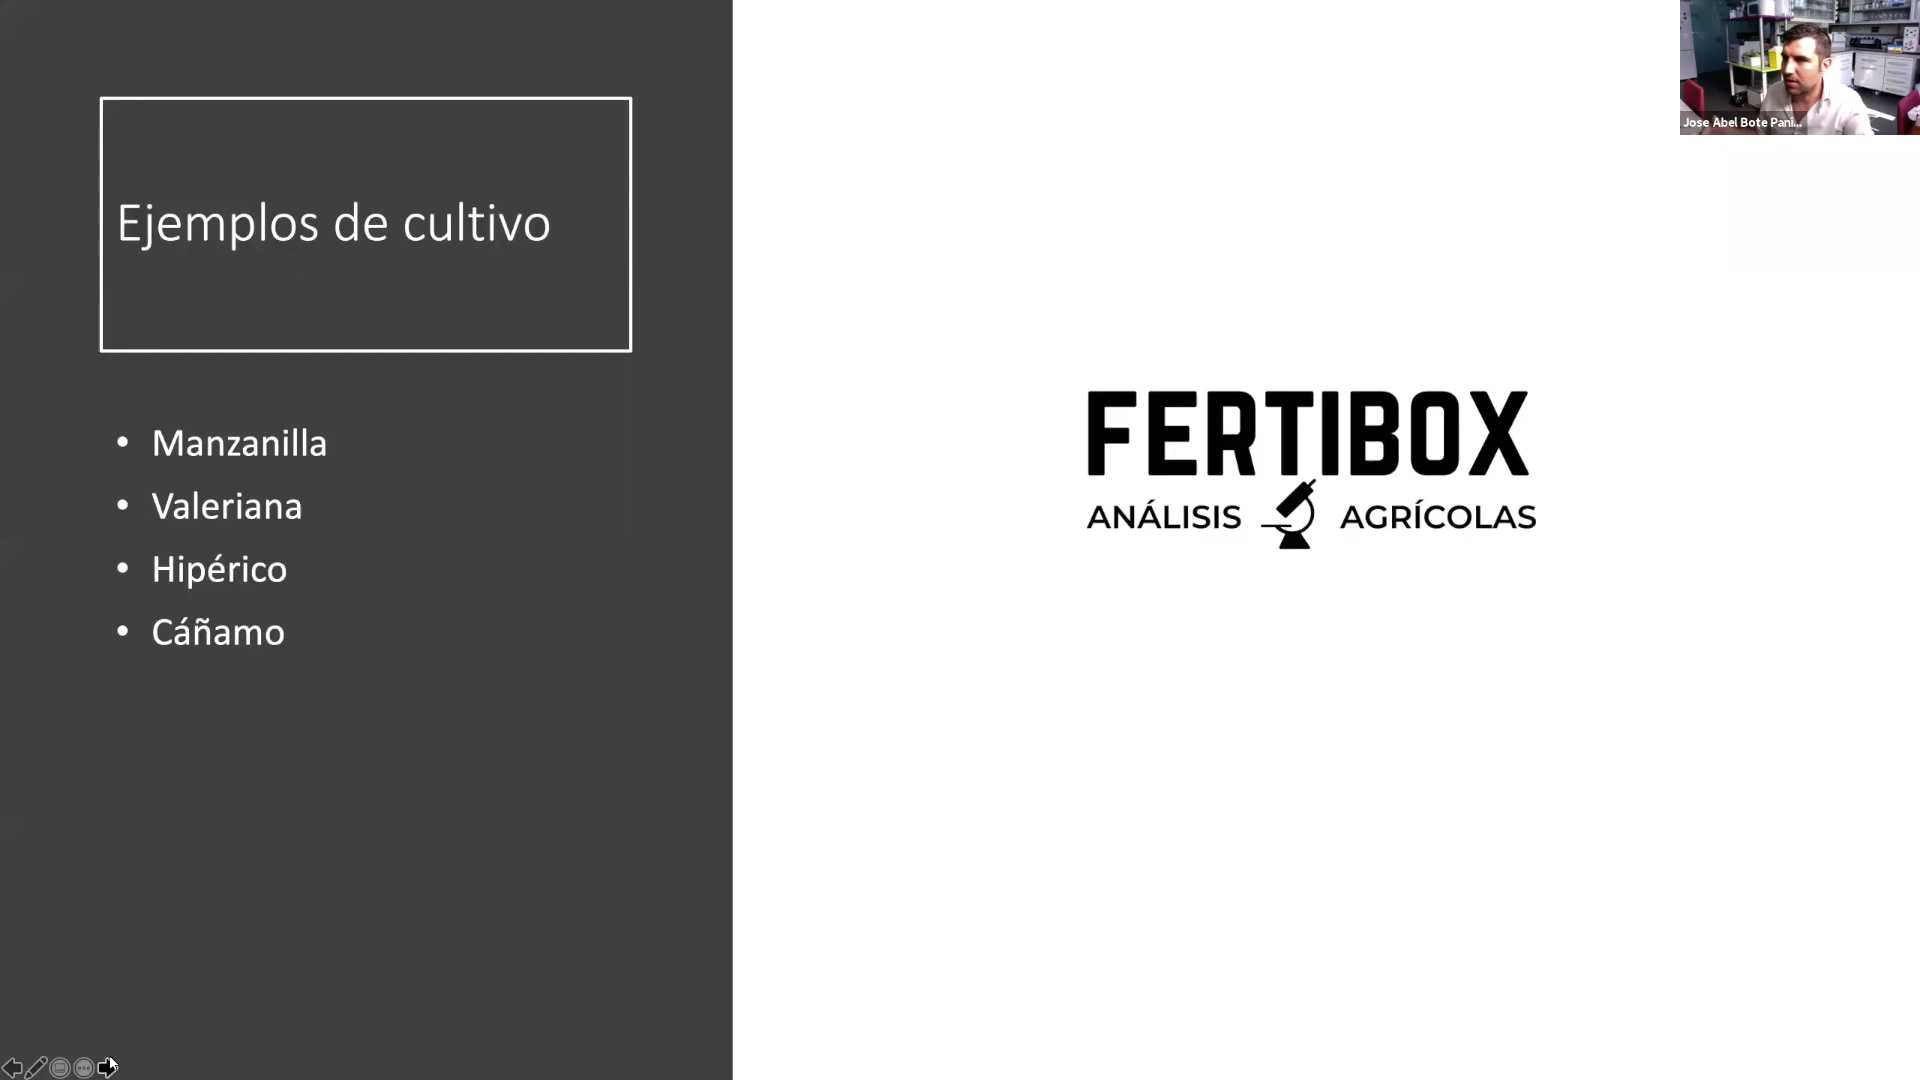 Ejemplos de cultivo
• Manzanilla
• Valeriana
• Hipérico
• Cáñamo
FERTIBOX
ANÁLISIS AGRÍCOLAS
Jose Abel Bote Pani...